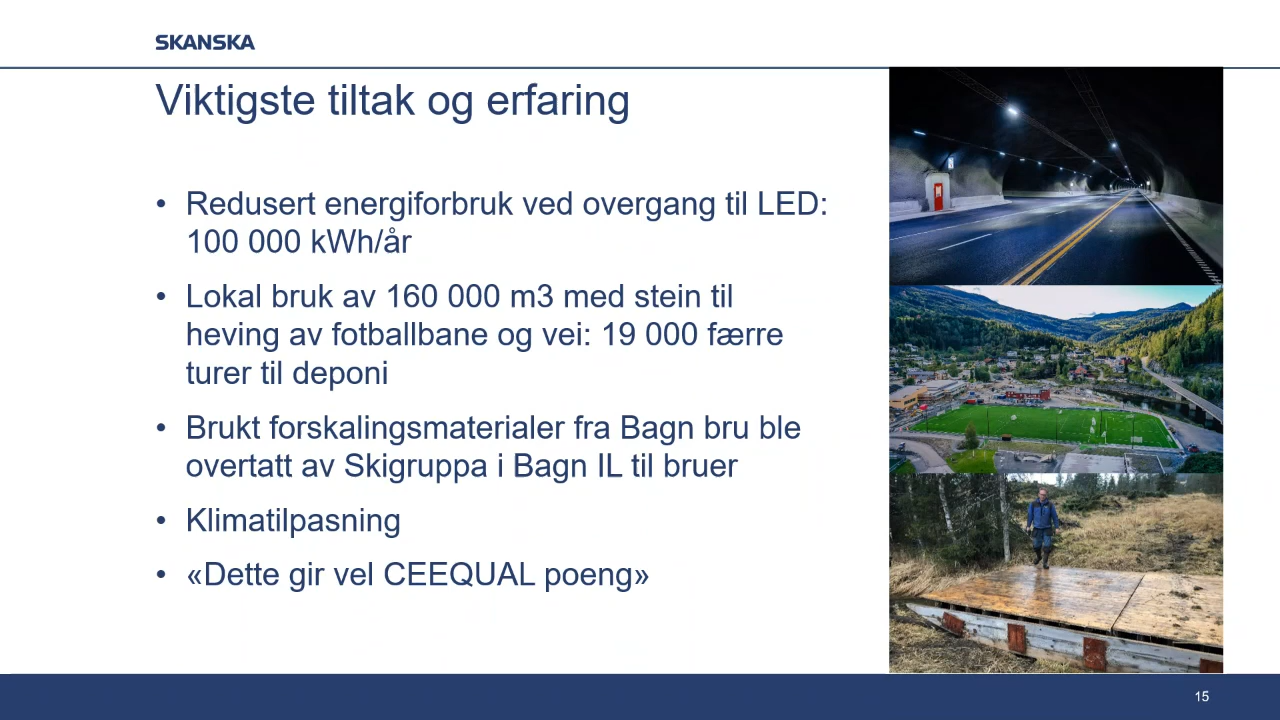 SKANSKA
Viktigste tiltak og erfaring
• Redusert energiforbruk ved overgang til LED:
100 000 kWh/år
• Lokal bruk av 160 000 m3 med stein til
heving av fotballbane og vei: 19 000 færre
turer til deponi
• Brukt forskalingsmaterialer fra Bagn bru ble
overtatt av Skigruppa i Bagn IL til bruer
• Klimatilpasning
• «Dette gir vel CEEQUAL poeng»
15